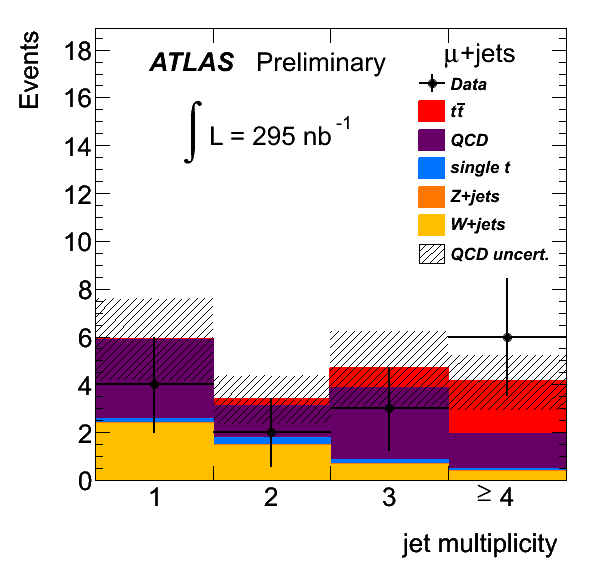 Events
18
16
14
12
10
8
6
4
2
0
ATLAS Preliminary
∫ L = 295 nb⁻¹
μ+jets
Data
tt̅
QCD
single t
Z+jets
W+jets
QCD uncert.
1 2 3 ≥ 4
jet multiplicity